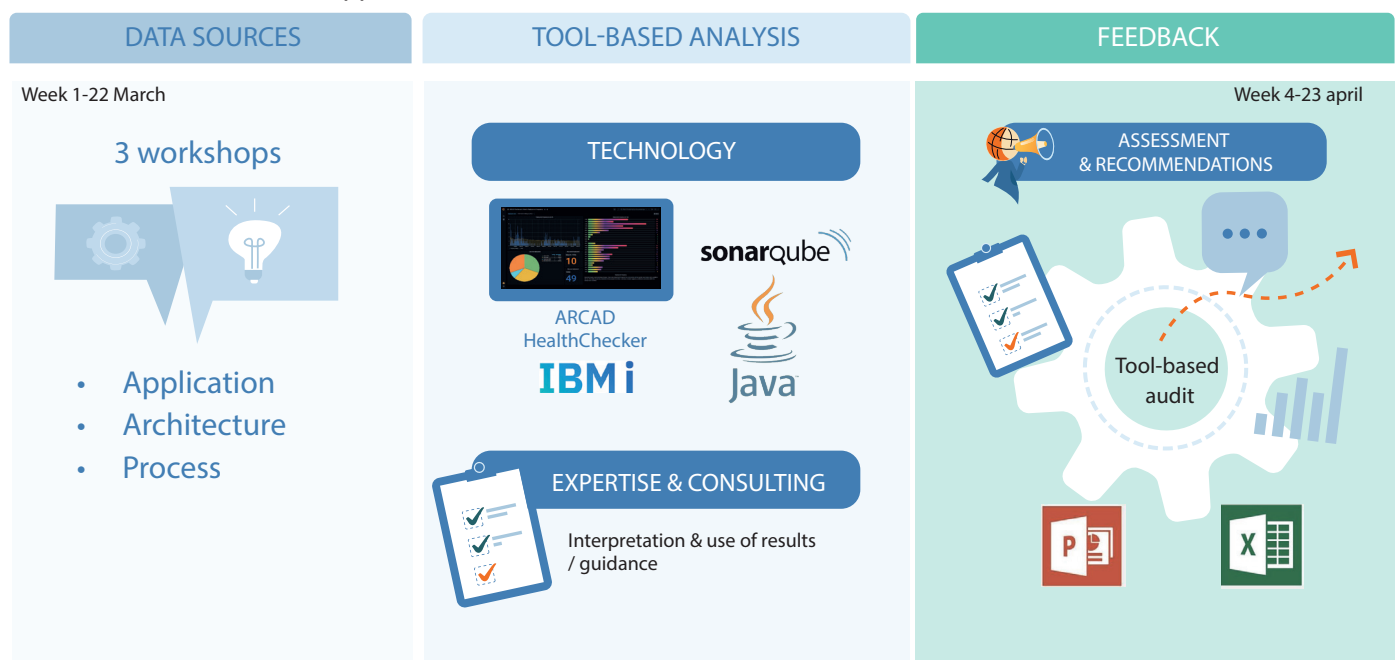 DATA SOURCES
TOOL-BASED ANALYSIS
FEEDBACK
Week 1-22 March
3 workshops
• Application
• Architecture
• Process
TECHNOLOGY
10
49
ARCAD
HealthChecker
IBM i
sonarqube
Java
EXPERTISE & CONSULTING
Interpretation & use of results
/ guidance
Week 4-23 april
ASSESSMENT
& RECOMMENDATIONS
Tool-based
audit
P
X